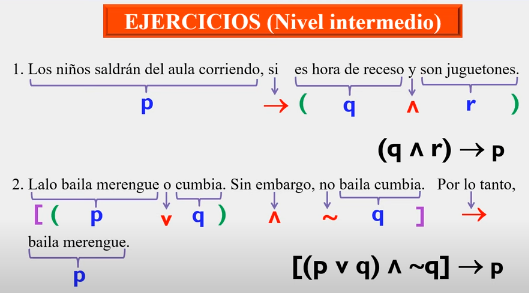 EJERCICIOS (Nivel intermedio)
1. Los niños saldrán del aula corriendo, si es hora de receso y son juguetones.
p → ( q ∧ r )
(q ∧ r) → p
2. Lalo baila merengue o cumbia. Sin embargo, no baila cumbia. Por lo tanto,
[ ( p v q ) ∧ ~ q ] →
baila merengue.
p
[(p v q) ∧ ~q] → p